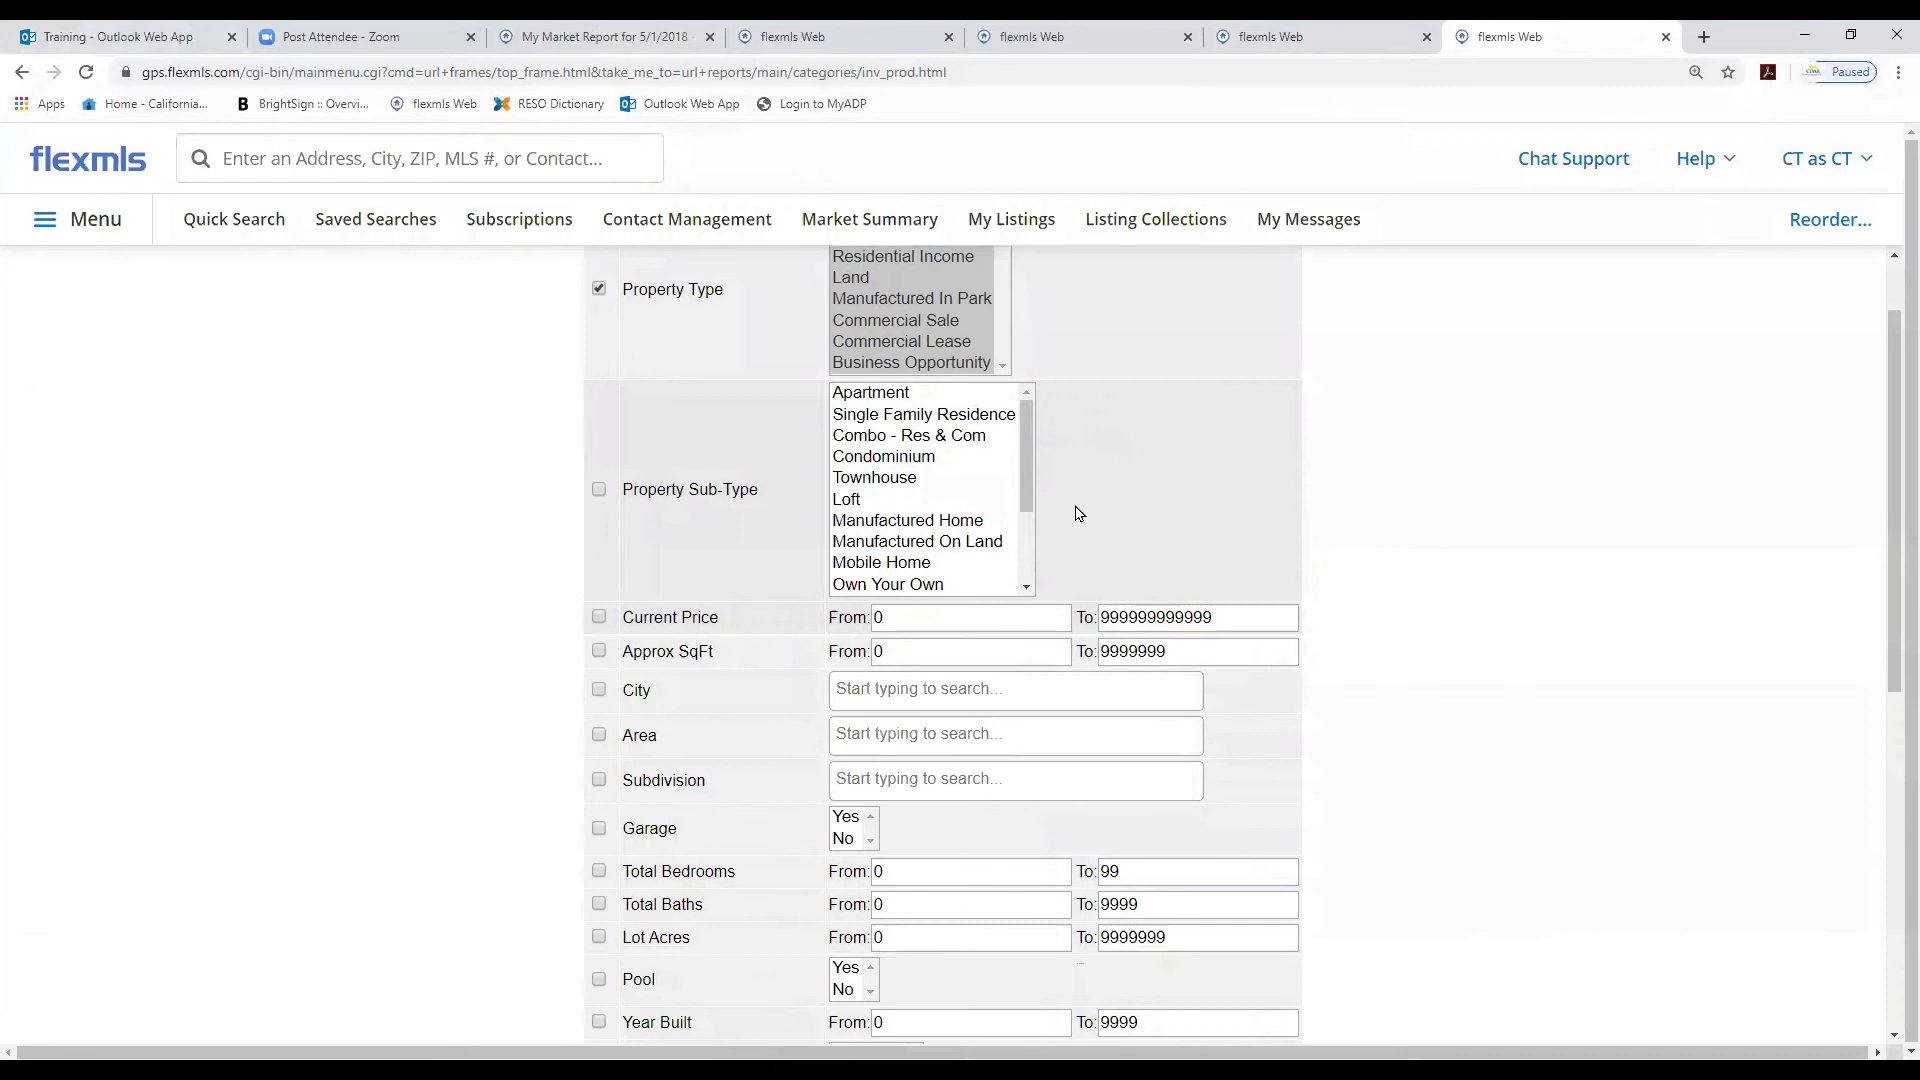 Training - Outlook Web App
Post Attendee - Zoom
My Market Report for 5/1/2018
flexmls Web
flexmls Web
flexmls Web
flexmls Web
gps.flexmls.com/cgi-bin/mainmenu.cgi?cmd=url+frames/top_frame.html&take_me_to=url+reports/main/categories/inv_prod.html
Paused
Apps
Home - California...
BrightSign :: Overvi...
flexmls Web
RESO Dictionary
Outlook Web App
Login to MyADP
flexmls
Enter an Address, City, ZIP, MLS #, or Contact...
Chat Support
Help
CT as CT
Menu
Quick Search
Saved Searches
Subscriptions
Contact Management
Market Summary
My Listings
Listing Collections
My Messages
Reorder...
Property Type
Residential Income
Land
Manufactured In Park
Commercial Sale
Commercial Lease
Business Opportunity
Property Sub-Type
Apartment
Single Family Residence
Combo - Res & Com
Condominium
Townhouse
Loft
Manufactured Home
Manufactured On Land
Mobile Home
Own Your Own
Current Price From: 0 To: 999999999999
Approx SqFt From: 0 To: 9999999
City Start typing to search...
Area Start typing to search...
Subdivision Start typing to search...
Garage
Yes
No
Total Bedrooms From: 0 To: 99
Total Baths From: 0 To: 9999
Lot Acres From: 0 To: 9999999
Pool
Yes
No
Year Built From: 0 To: 9999